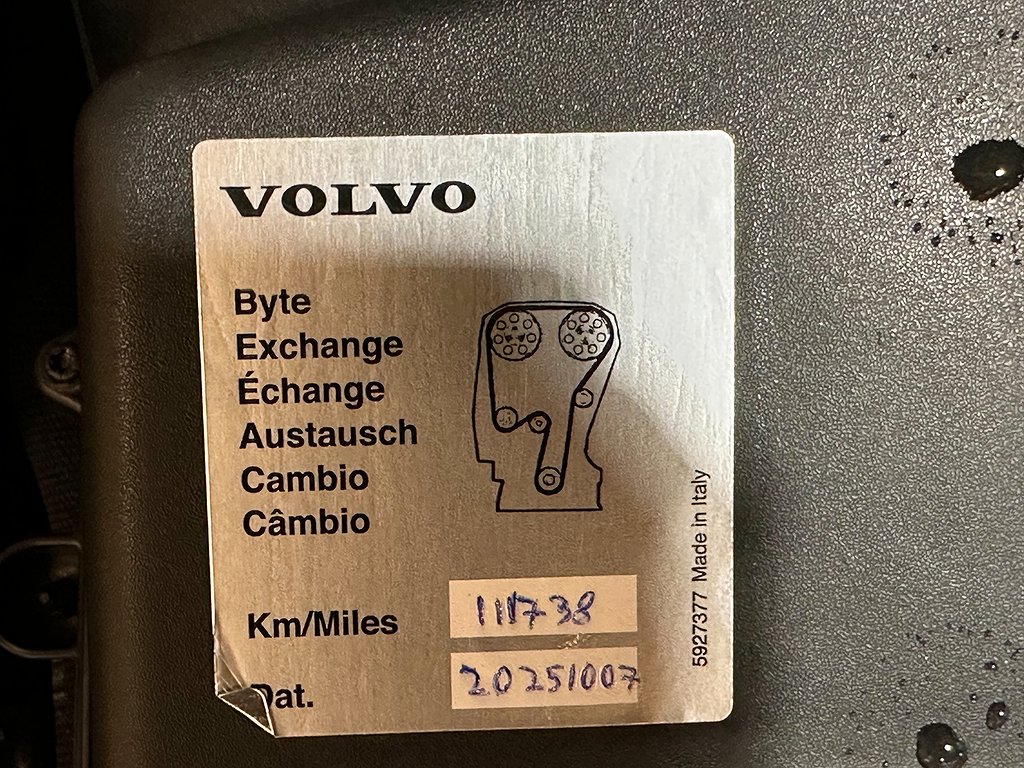 VOLVO
Byte
Exchange
Échange
Austausch
Cambio
Câmbio
Km/Miles 111738
Dat. 20251007
5927377 Made in Italy